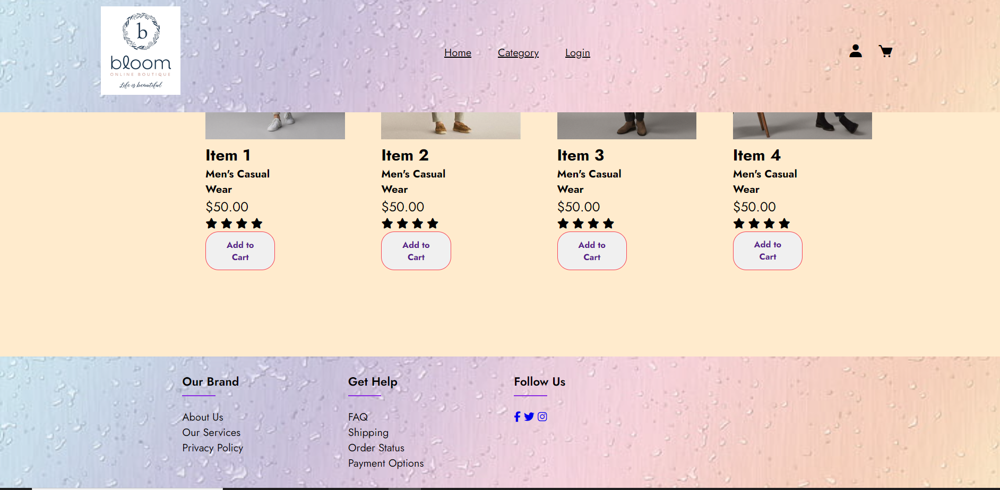 b
bloom
ONLINE BOUTIQUE
Life is beautiful
Home Category Login
Item 1 Item 2 Item 3 Item 4
Men's Casual Men's Casual Men's Casual Men's Casual
Wear Wear Wear Wear
$50.00 $50.00 $50.00 $50.00
Add to Add to Add to Add to
Cart Cart Cart Cart
Our Brand Get Help Follow Us
About Us FAQ
Our Services Shipping
Privacy Policy Order Status
Payment Options